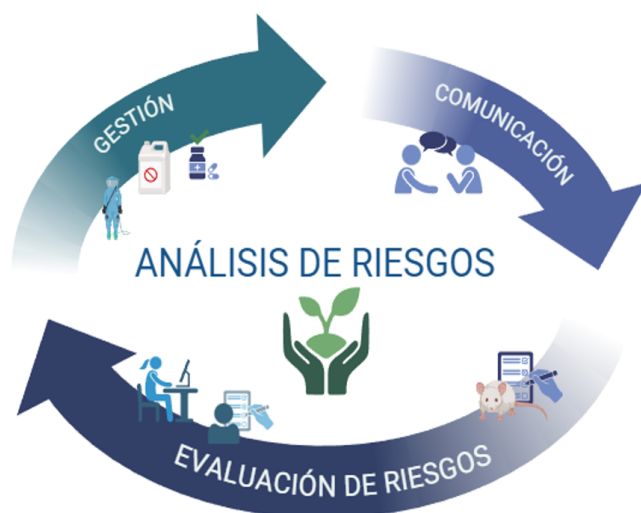 GESTIÓN
COMUNICACIÓN
ANÁLISIS DE RIESGOS
EVALUACIÓN DE RIESGOS